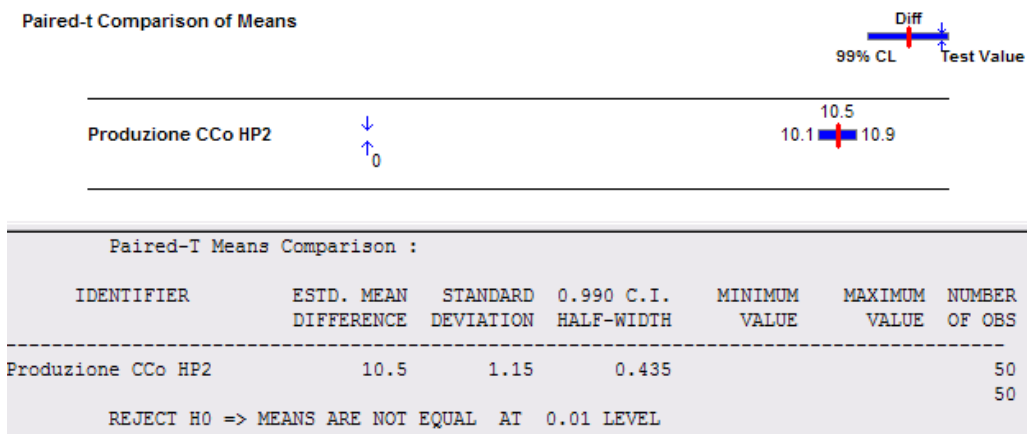 Paired-t Comparison of Means
Diff
99% CL Test Value
10.5
Produzione CCo HP2 10.1 10.9
0
Paired-T Means Comparison :
IDENTIFIER ESTD. MEAN STANDARD 0.990 C.I. MINIMUM MAXIMUM NUMBER
DIFFERENCE DEVIATION HALF-WIDTH VALUE VALUE OF OBS
Produzione CCo HP2 10.5 1.15 0.435 50
50
REJECT H0 => MEANS ARE NOT EQUAL AT 0.01 LEVEL